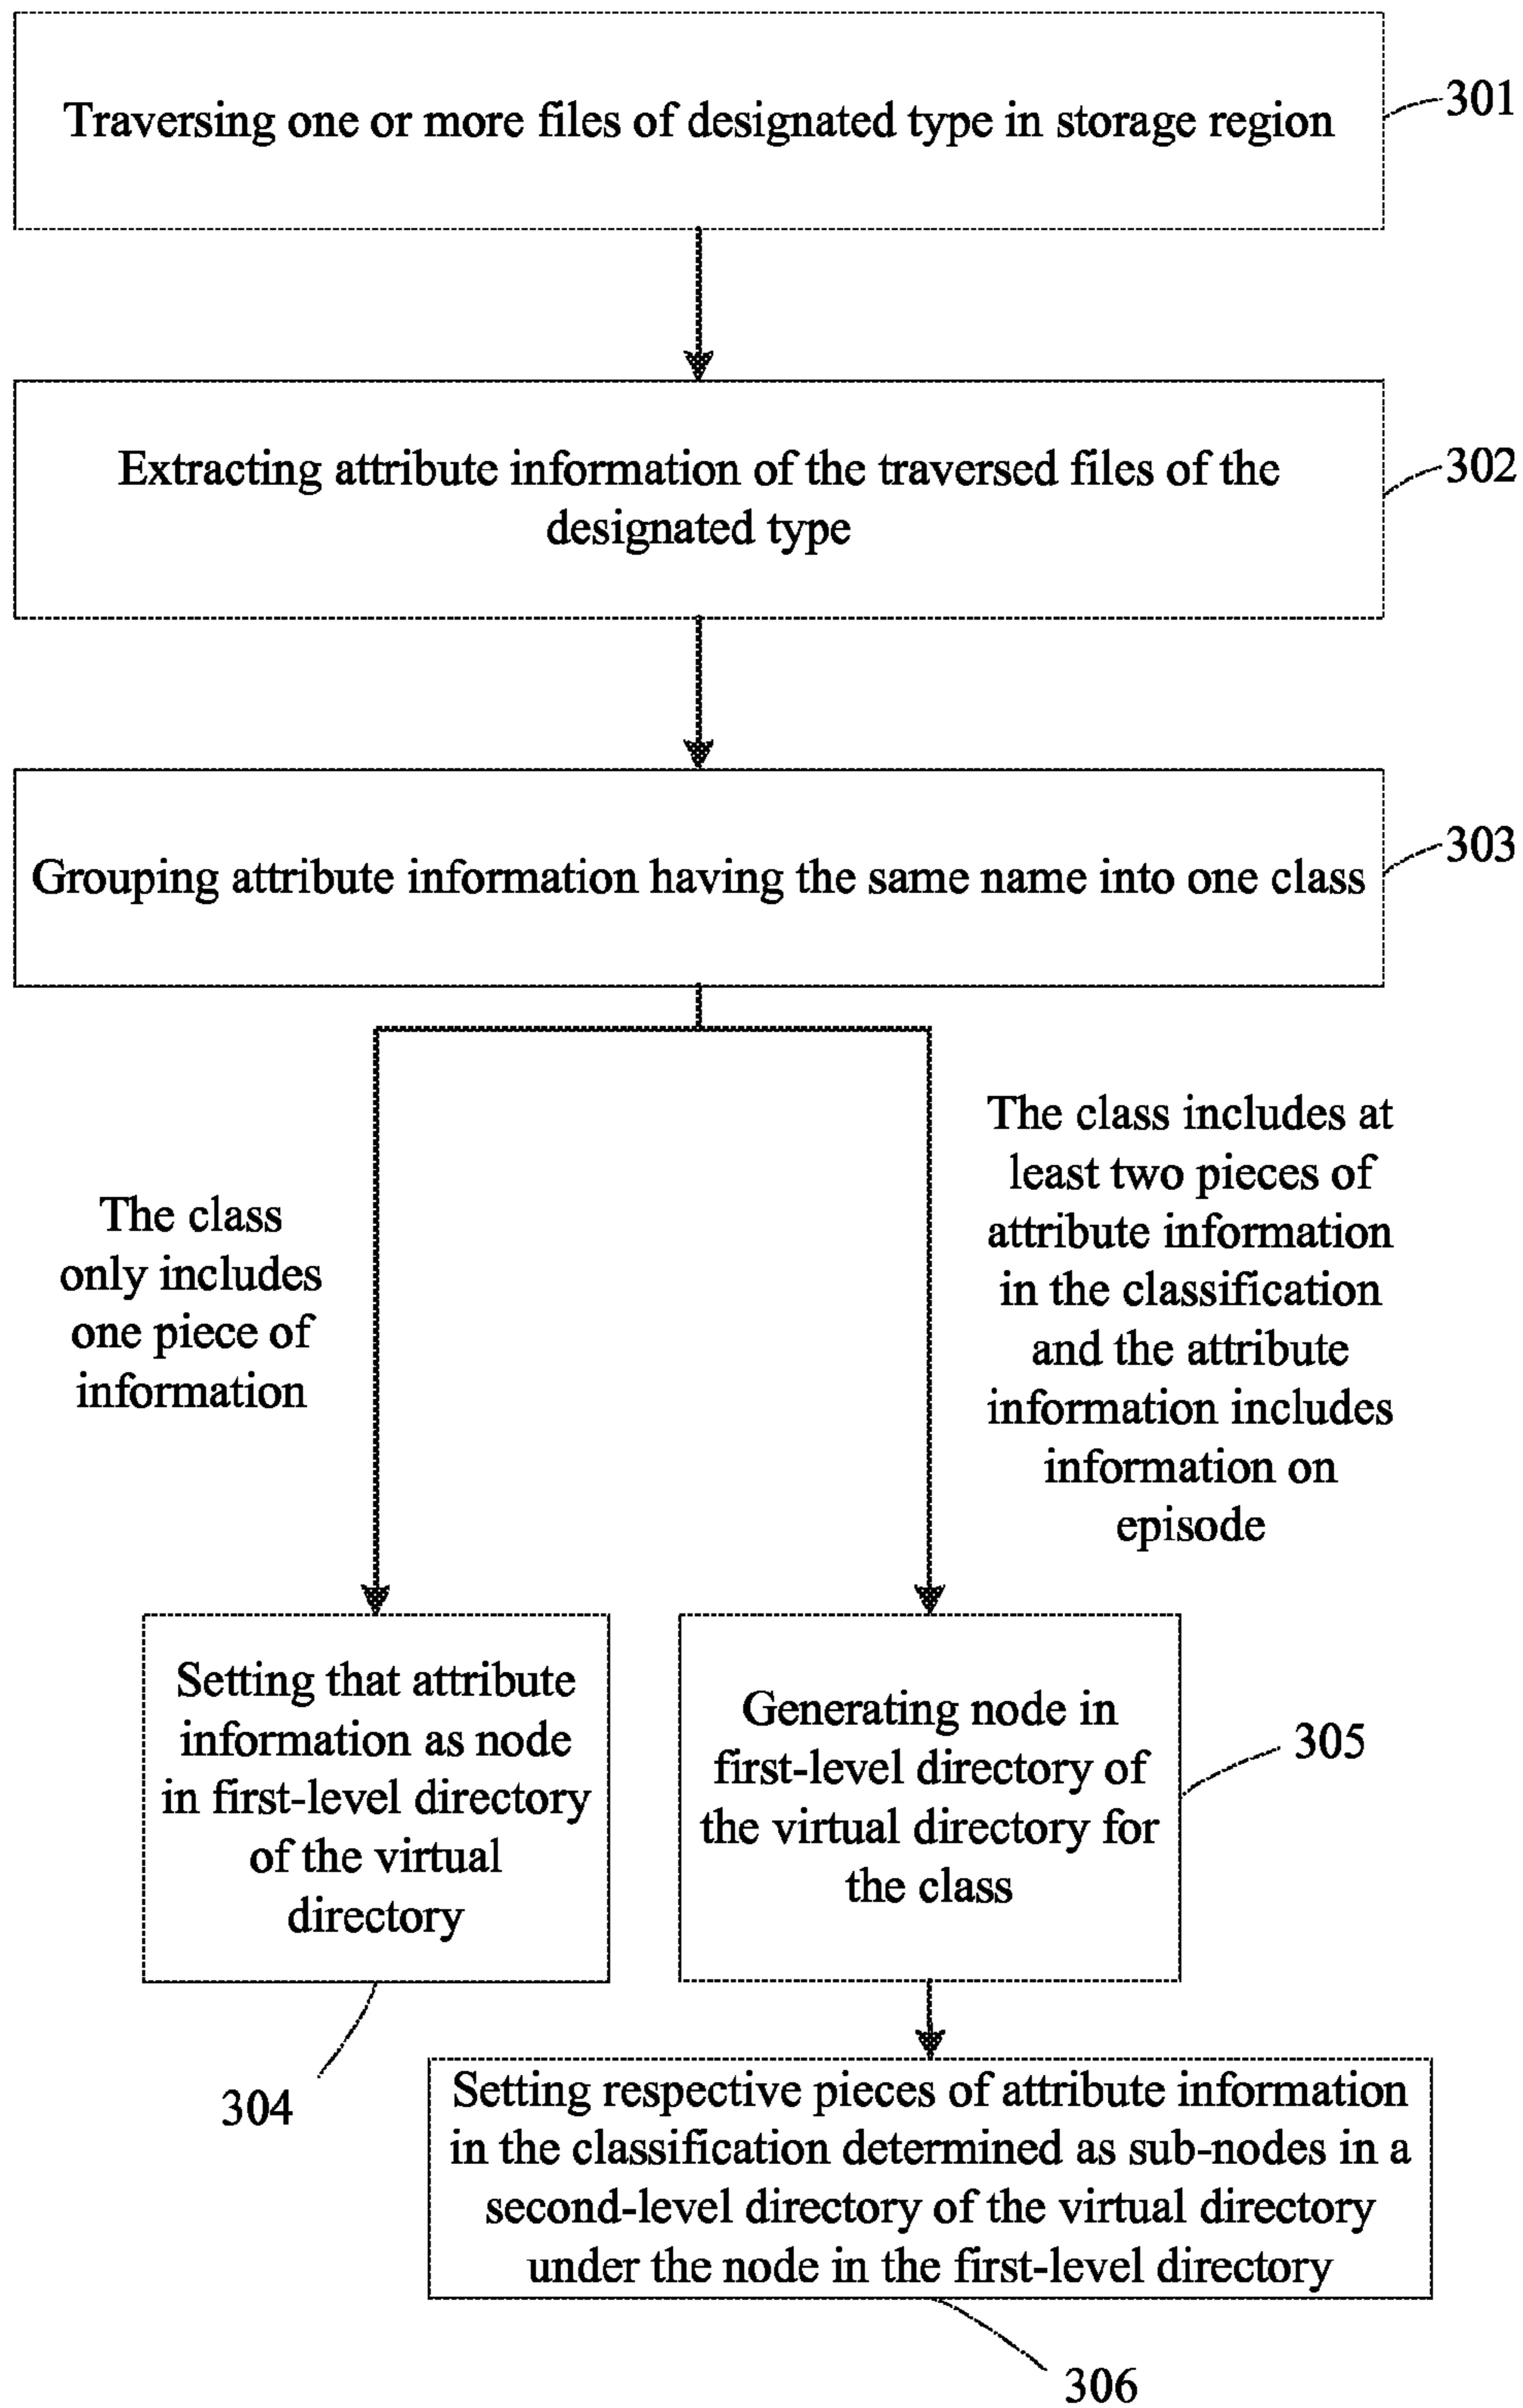 Traversing one or more files of designated type in storage region
301
Extracting attribute information of the traversed files of the
designated type
302
Grouping attribute information having the same name into one class
303
The class
only includes
one piece of
information
The class includes at
least two pieces of
attribute information
in the classification
and the attribute
information includes
information on
episode
Setting that attribute
information as node
in first-level directory
of the virtual
directory
304
Generating node in
first-level directory of
the virtual directory for
the class
305
Setting respective pieces of attribute information
in the classification determined as sub-nodes in a
second-level directory of the virtual directory
under the node in the first-level directory
306